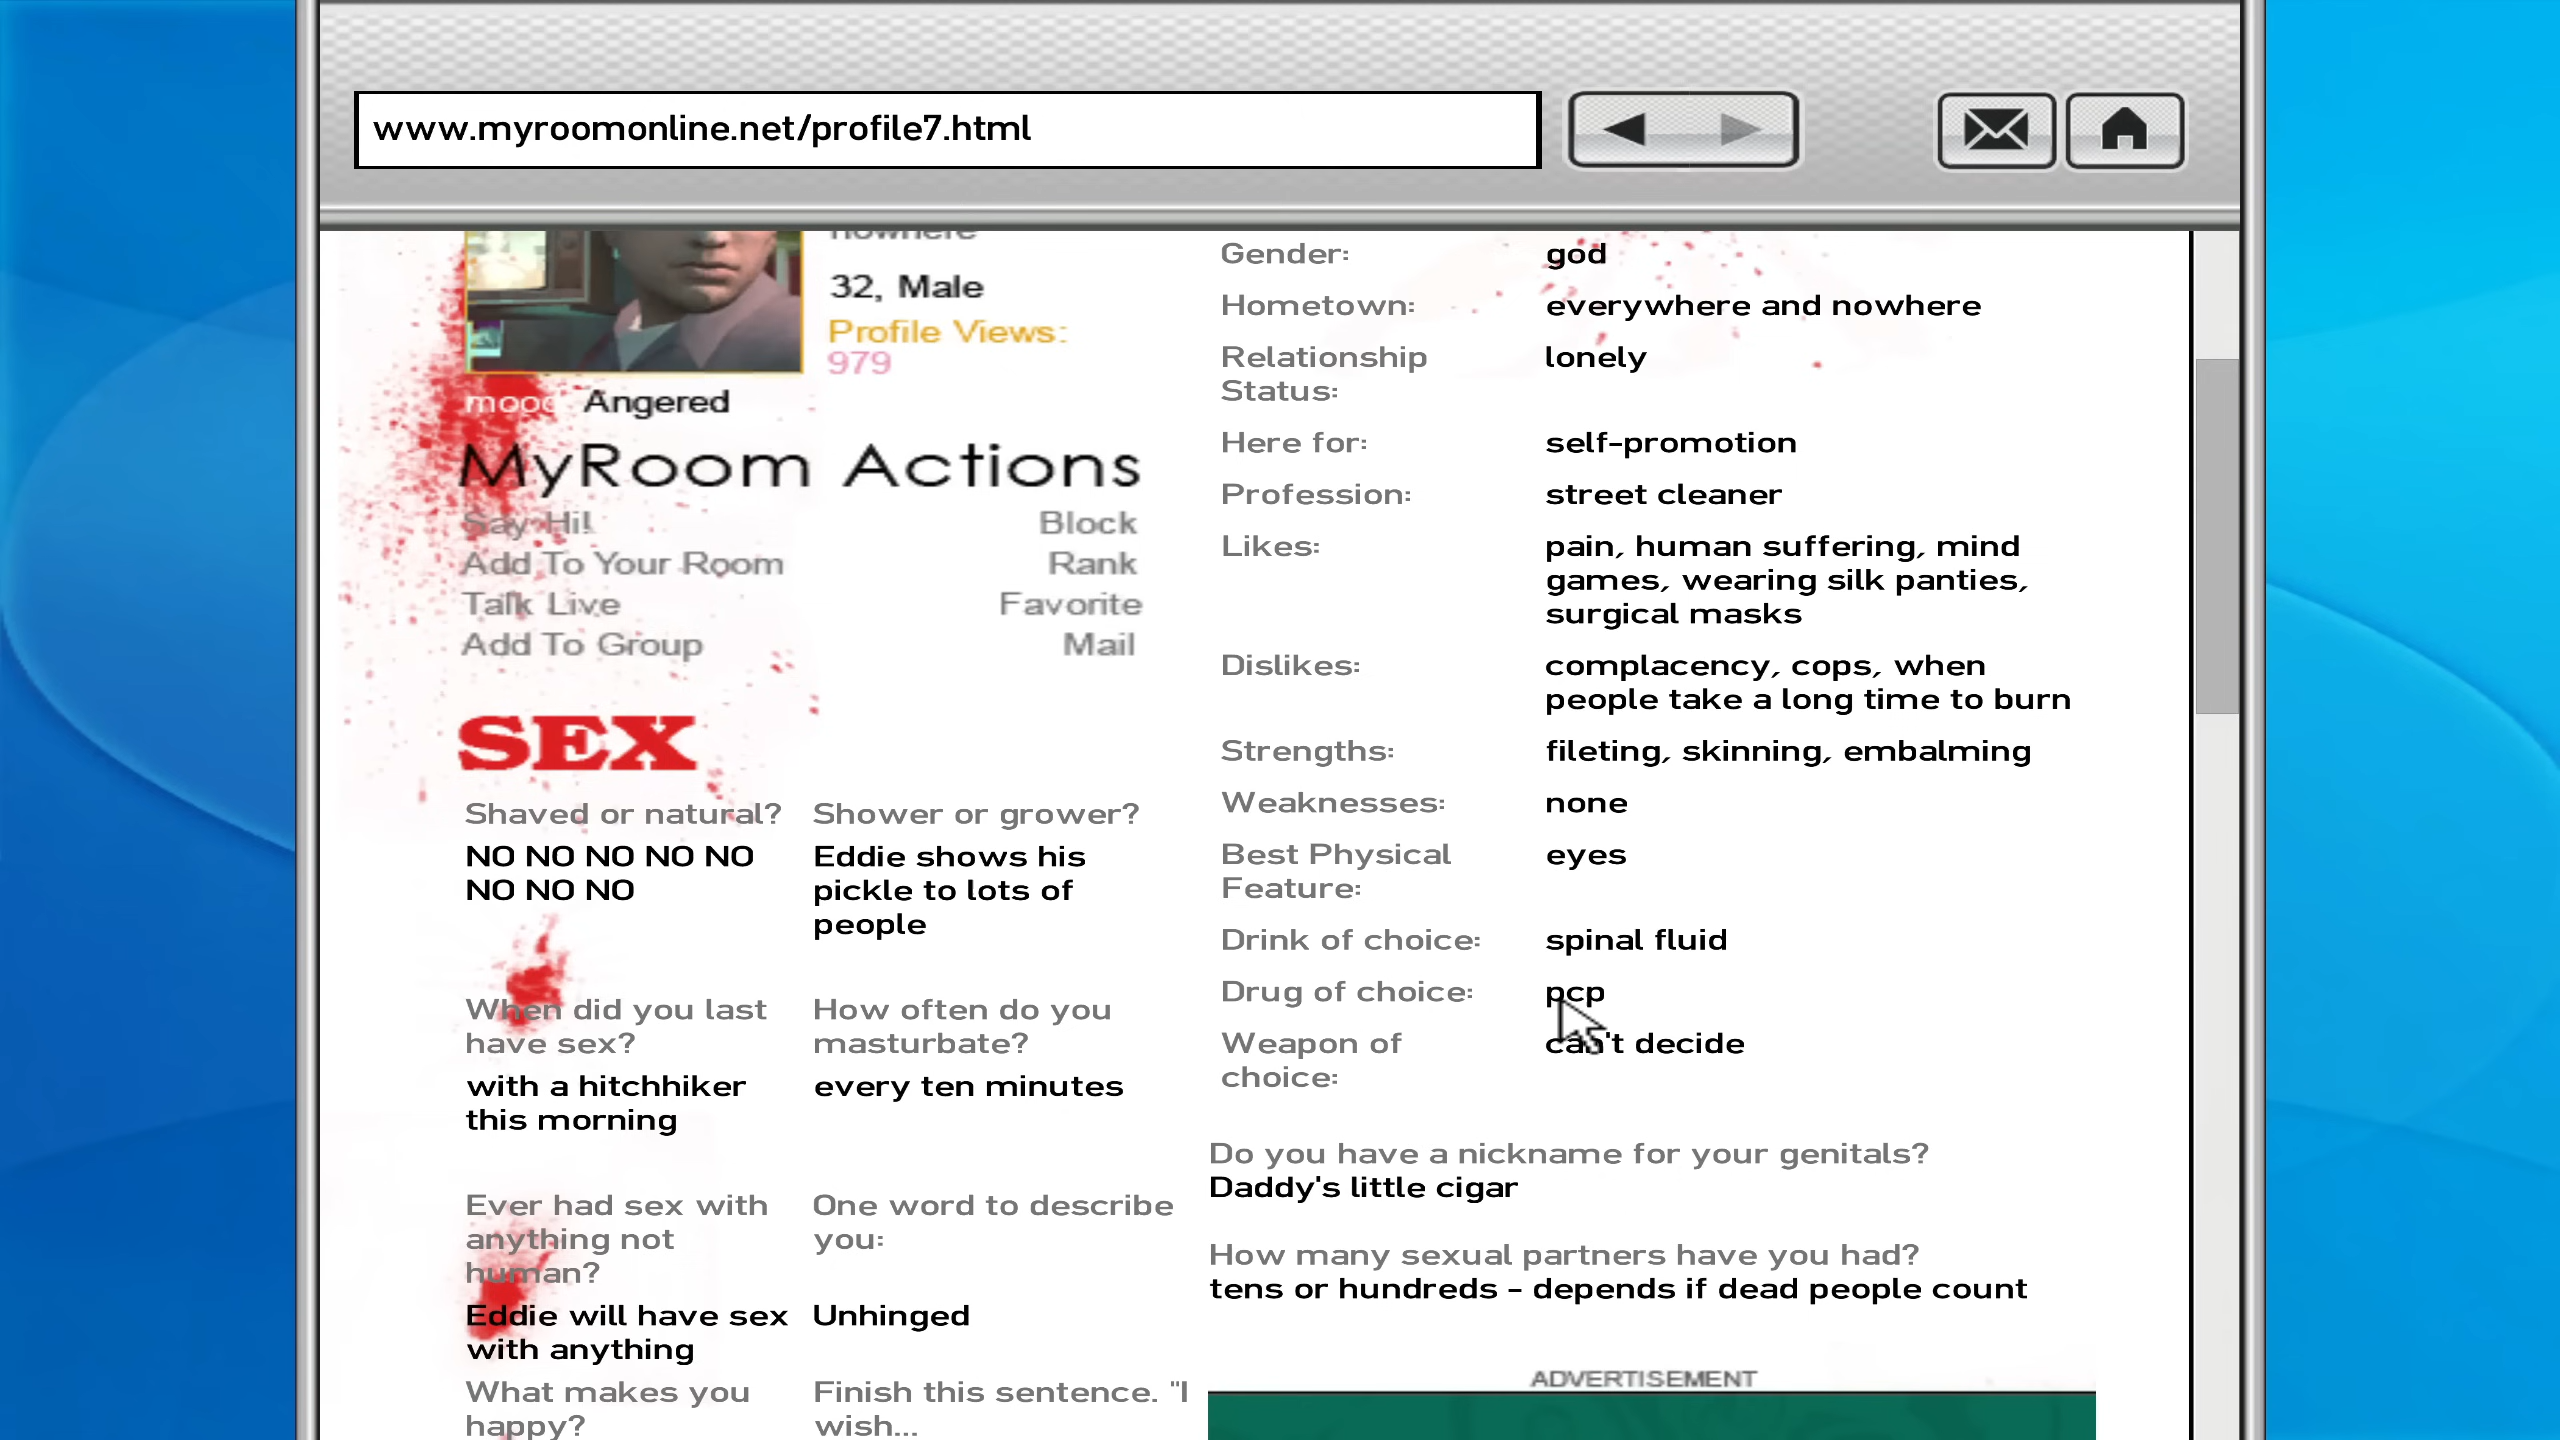 www.myroomonline.net/profile7.html
nowhere
32, Male
Profile Views:
979
mood: Angered
MyRoom Actions
Say Hi!
Block
Add To Your Room
Rank
Talk Live
Favorite
Add To Group
Mail
SEX
Shaved or natural?
NO NO NO NO NO
NO NO NO
Shower or grower?
Eddie shows his
pickle to lots of
people
When did you last
have sex?
with a hitchhiker
this morning
How often do you
masturbate?
every ten minutes
Ever had sex with
anything not
human?
Eddie will have sex
with anything
One word to describe
you:
Unhinged
What makes you
happy?
Finish this sentence. "I
wish...
Gender: god
Hometown: everywhere and nowhere
Relationship
Status:
lonely
Here for: self-promotion
Profession: street cleaner
Likes: pain, human suffering, mind
games, wearing silk panties,
surgical masks
Dislikes: complacency, cops, when
people take a long time to burn
Strengths: fileting, skinning, embalming
Weaknesses: none
Best Physical
Feature:
eyes
Drink of choice: spinal fluid
Drug of choice: pcp
Weapon of
choice:
can't decide
Do you have a nickname for your genitals?
Daddy's little cigar
How many sexual partners have you had?
tens or hundreds - depends if dead people count
ADVERTISEMENT